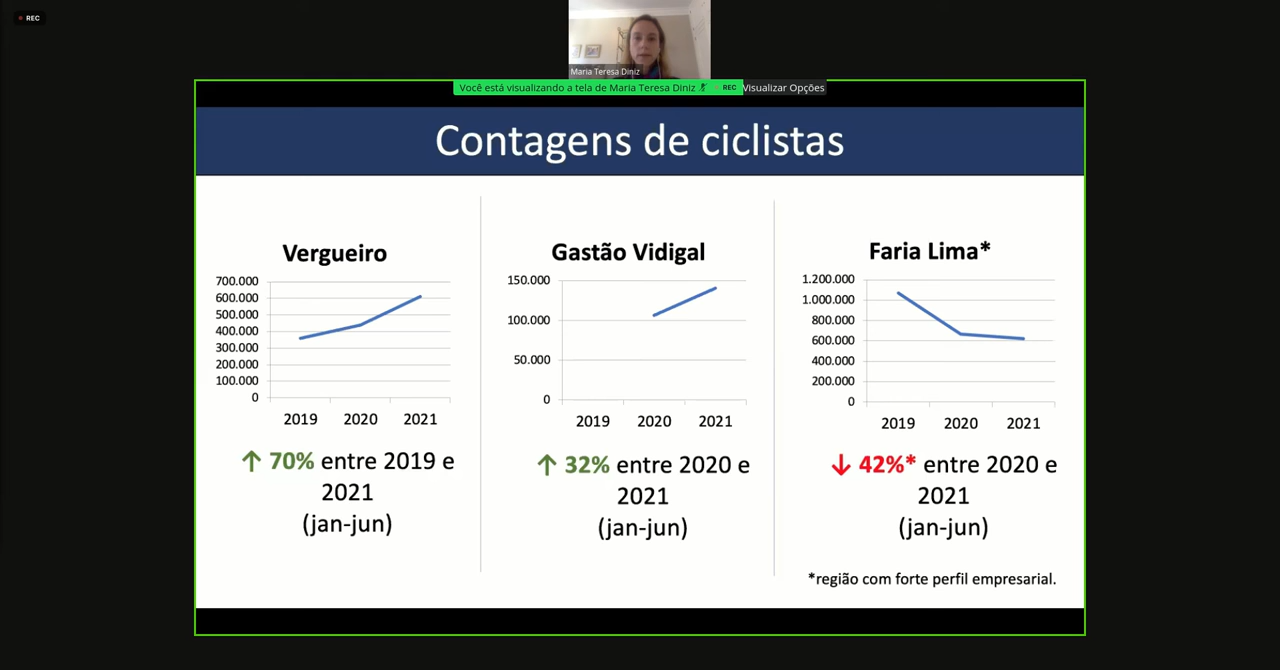 REC
Maria Teresa Diniz
Você está visualizando a tela de Maria Teresa Diniz
REC
Visualizar Opções
Contagens de ciclistas
Vergueiro
700.000
600.000
500.000
400.000
300.000
200.000
100.000
0
2019 2020 2021
↑ 70% entre 2019 e
2021
(jan-jun)
Gastão Vidigal
150.000
100.000
50.000
0
2019 2020 2021
↑ 32% entre 2020 e
2021
(jan-jun)
Faria Lima*
1.200.000
1.000.000
800.000
600.000
400.000
200.000
0
2019 2020 2021
↓ 42%* entre 2020 e
2021
(jan-jun)
*região com forte perfil empresarial.